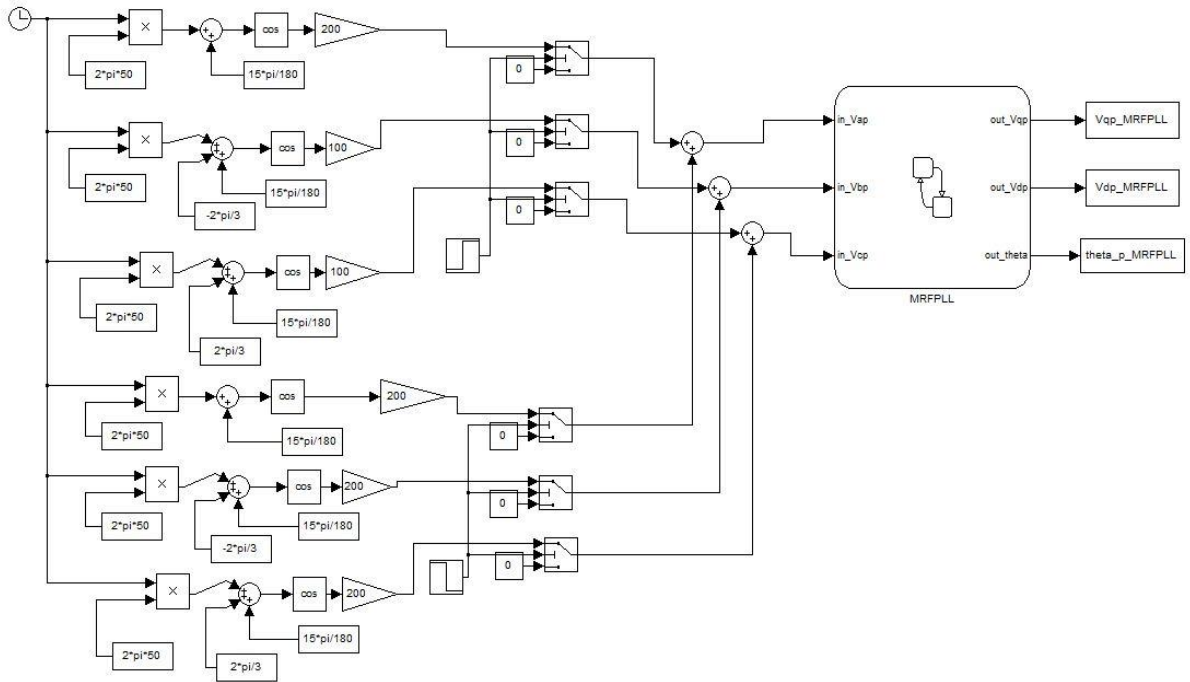 ×
cos
200
2*pi*50
15*pi/180
0
×
cos
100
2*pi*50
15*pi/180
-2*pi/3
0
×
cos
100
2*pi*50
15*pi/180
2*pi/3
0
in_Vap
out_Vqp
Vqp_MRFPLL
in_Vbp
out_Vdp
Vdp_MRFPLL
in_Vcp
out_theta
theta_p_MRFPLL
MRFPLL
×
cos
200
2*pi*50
15*pi/180
0
×
cos
200
2*pi*50
15*pi/180
-2*pi/3
0
×
cos
200
2*pi*50
15*pi/180
2*pi/3
0